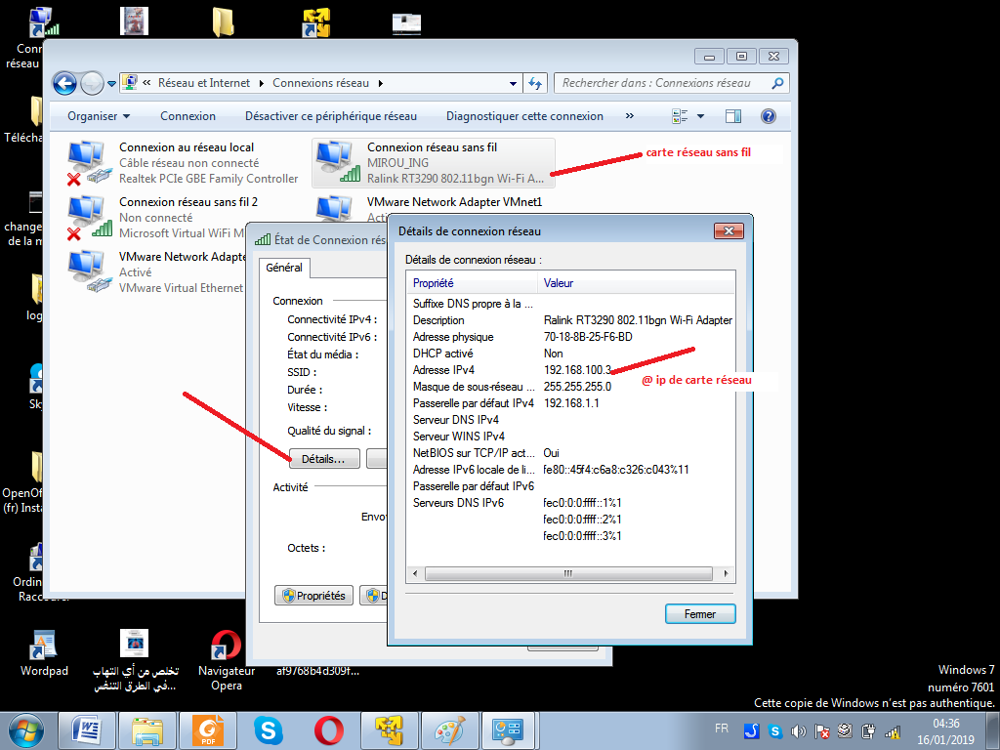 Conn
réseau
Téléchar
change
de la m
log
Sk
OpenOf
(fr) Insta
Ordin
Racco
Wordpad
تخلص من أي التهاب
في الطرق التنفس...
Navigateur
Opera
af9768b4d309f...
« Réseau et Internet Connexions réseau
Rechercher dans : Connexions réseau
Organiser Connexion Désactiver ce périphérique réseau Diagnostiquer cette connexion »
Connexion au réseau local
Câble réseau non connecté
Realtek PCIe GBE Family Controller
Connexion réseau sans fil
MIROU_ING
Ralink RT3290 802.11bgn Wi-Fi A...
carte réseau sans fil
Connexion réseau sans fil 2
Non connecté
Microsoft Virtual WiFi M
VMware Network Adapter VMnet1
Acti
VMware Network Adapte
Activé
VMware Virtual Ethernet
État de Connexion rés
Général
Connexion
Connectivité IPv4 :
Connectivité IPv6 :
État du média :
SSID :
Durée :
Vitesse :
Qualité du signal :
Détails...
Activité
Envo
Octets :
Propriétés
D
Détails de connexion réseau
Détails de connexion réseau :
Propriété Valeur
Suffixe DNS propre à la ...
Description Ralink RT3290 802.11bgn Wi-Fi Adapter
Adresse physique 70-18-8B-25-F6-BD
DHCP activé Non
Adresse IPv4 192.168.100.3
Masque de sous-réseau ... 255.255.255.0
@ ip de carte réseau
Passerelle par défaut IPv4 192.168.1.1
Serveur DNS IPv4
Serveur WINS IPv4
NetBIOS sur TCP/IP act... Oui
Adresse IPv6 locale de li... fe80::45f4:c6a8:c326:c043%11
Passerelle par défaut IPv6
Serveurs DNS IPv6 fec0:0:0:ffff::1%1
fec0:0:0:ffff::2%1
fec0:0:0:ffff::3%1
Fermer
Windows 7
numéro 7601
Cette copie de Windows n'est pas authentique.
PDF
FR
04:36
16/01/2019